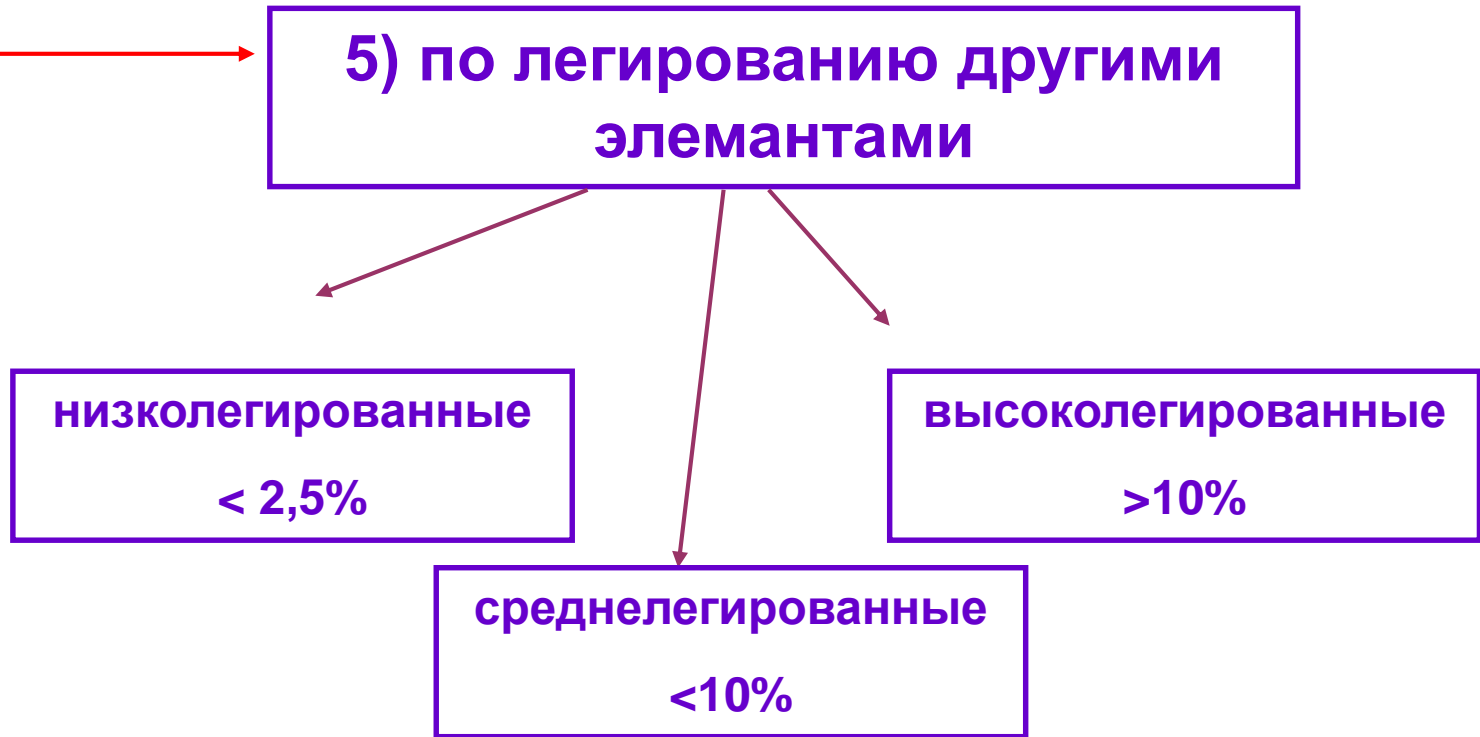 5) по легированию другими
элемантами
низколегированные
< 2,5%
высоколегированные
>10%
среднелегированные
<10%